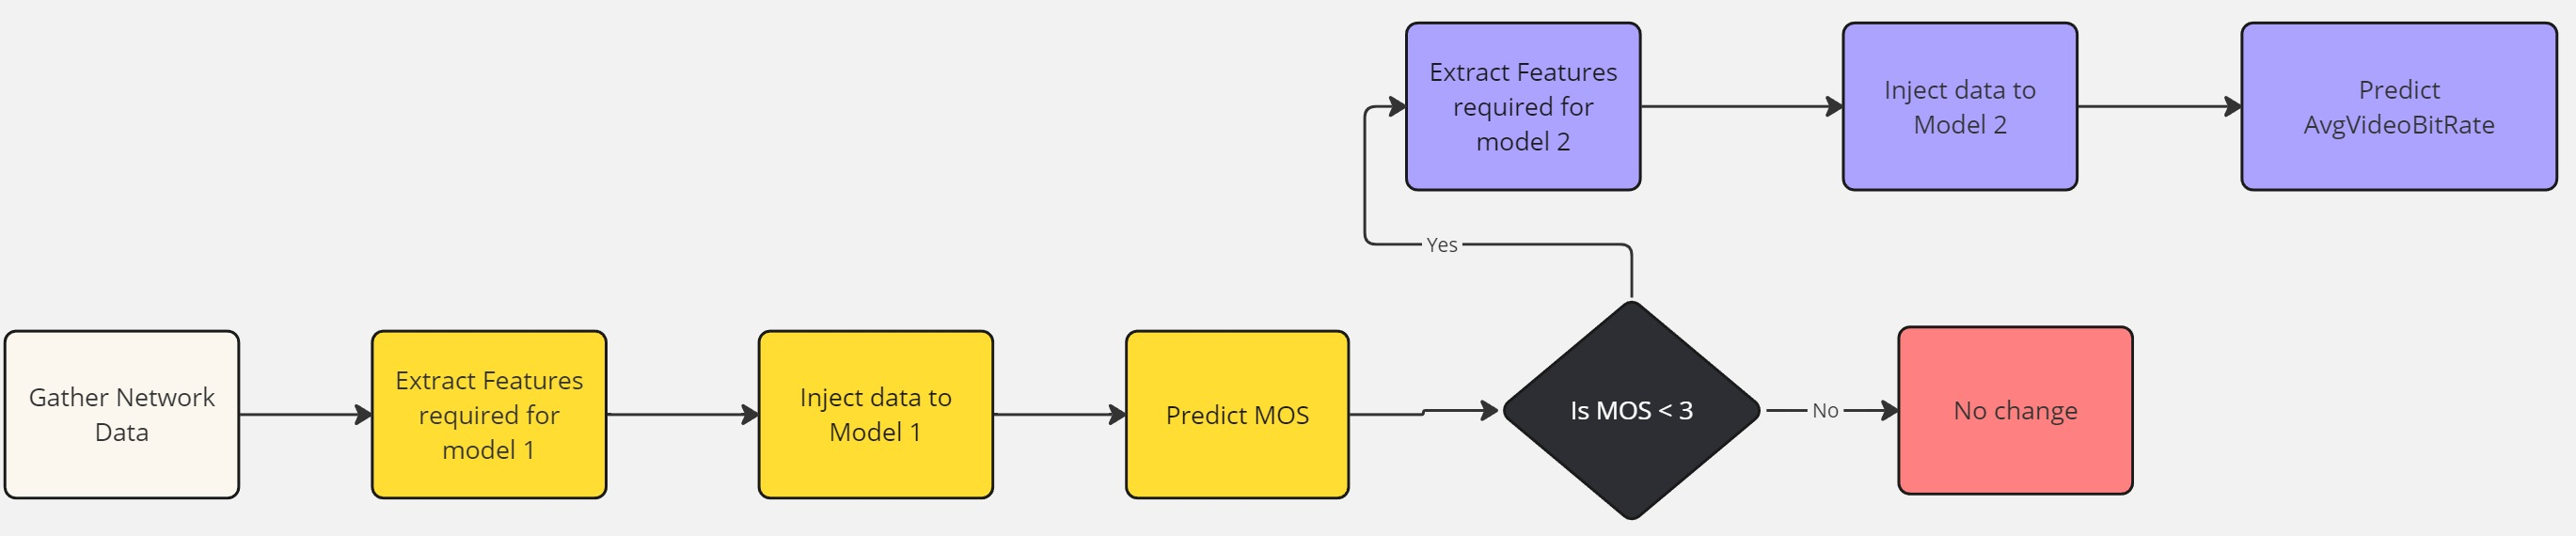 Extract Features
required for
model 2
Inject data to
Model 2
Predict
AvgVideoBitRate
Yes
Gather Network
Data
Extract Features
required for
model 1
Inject data to
Model 1
Predict MOS
Is MOS < 3
No
No change